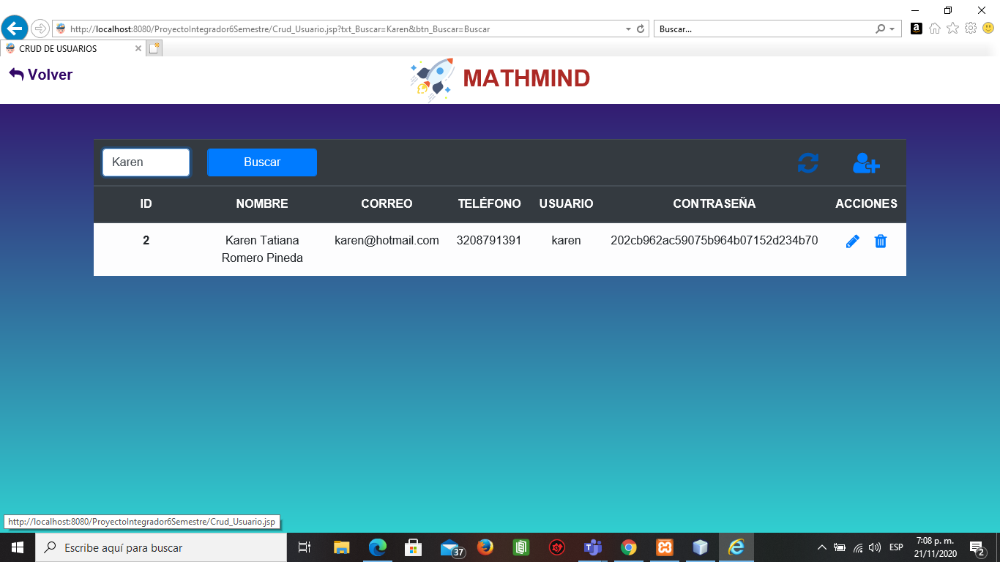 http://localhost:8080/ProyectoIntegrador6Semestre/Crud_Usuario.jsp?txt_Buscar=Karen&btn_Buscar=Buscar
Buscar...
CRUD DE USUARIOS
Volver
MATHMIND
Karen
Buscar
ID NOMBRE CORREO TELÉFONO USUARIO CONTRASEÑA ACCIONES
2 Karen Tatiana karen@hotmail.com 3208791391 karen 202cb962ac59075b964b07152d234b70
Romero Pineda
http://localhost:8080/ProyectoIntegrador6Semestre/Crud_Usuario.jsp
Escribe aquí para buscar
37
ESP
7:08 p. m.
21/11/2020
2